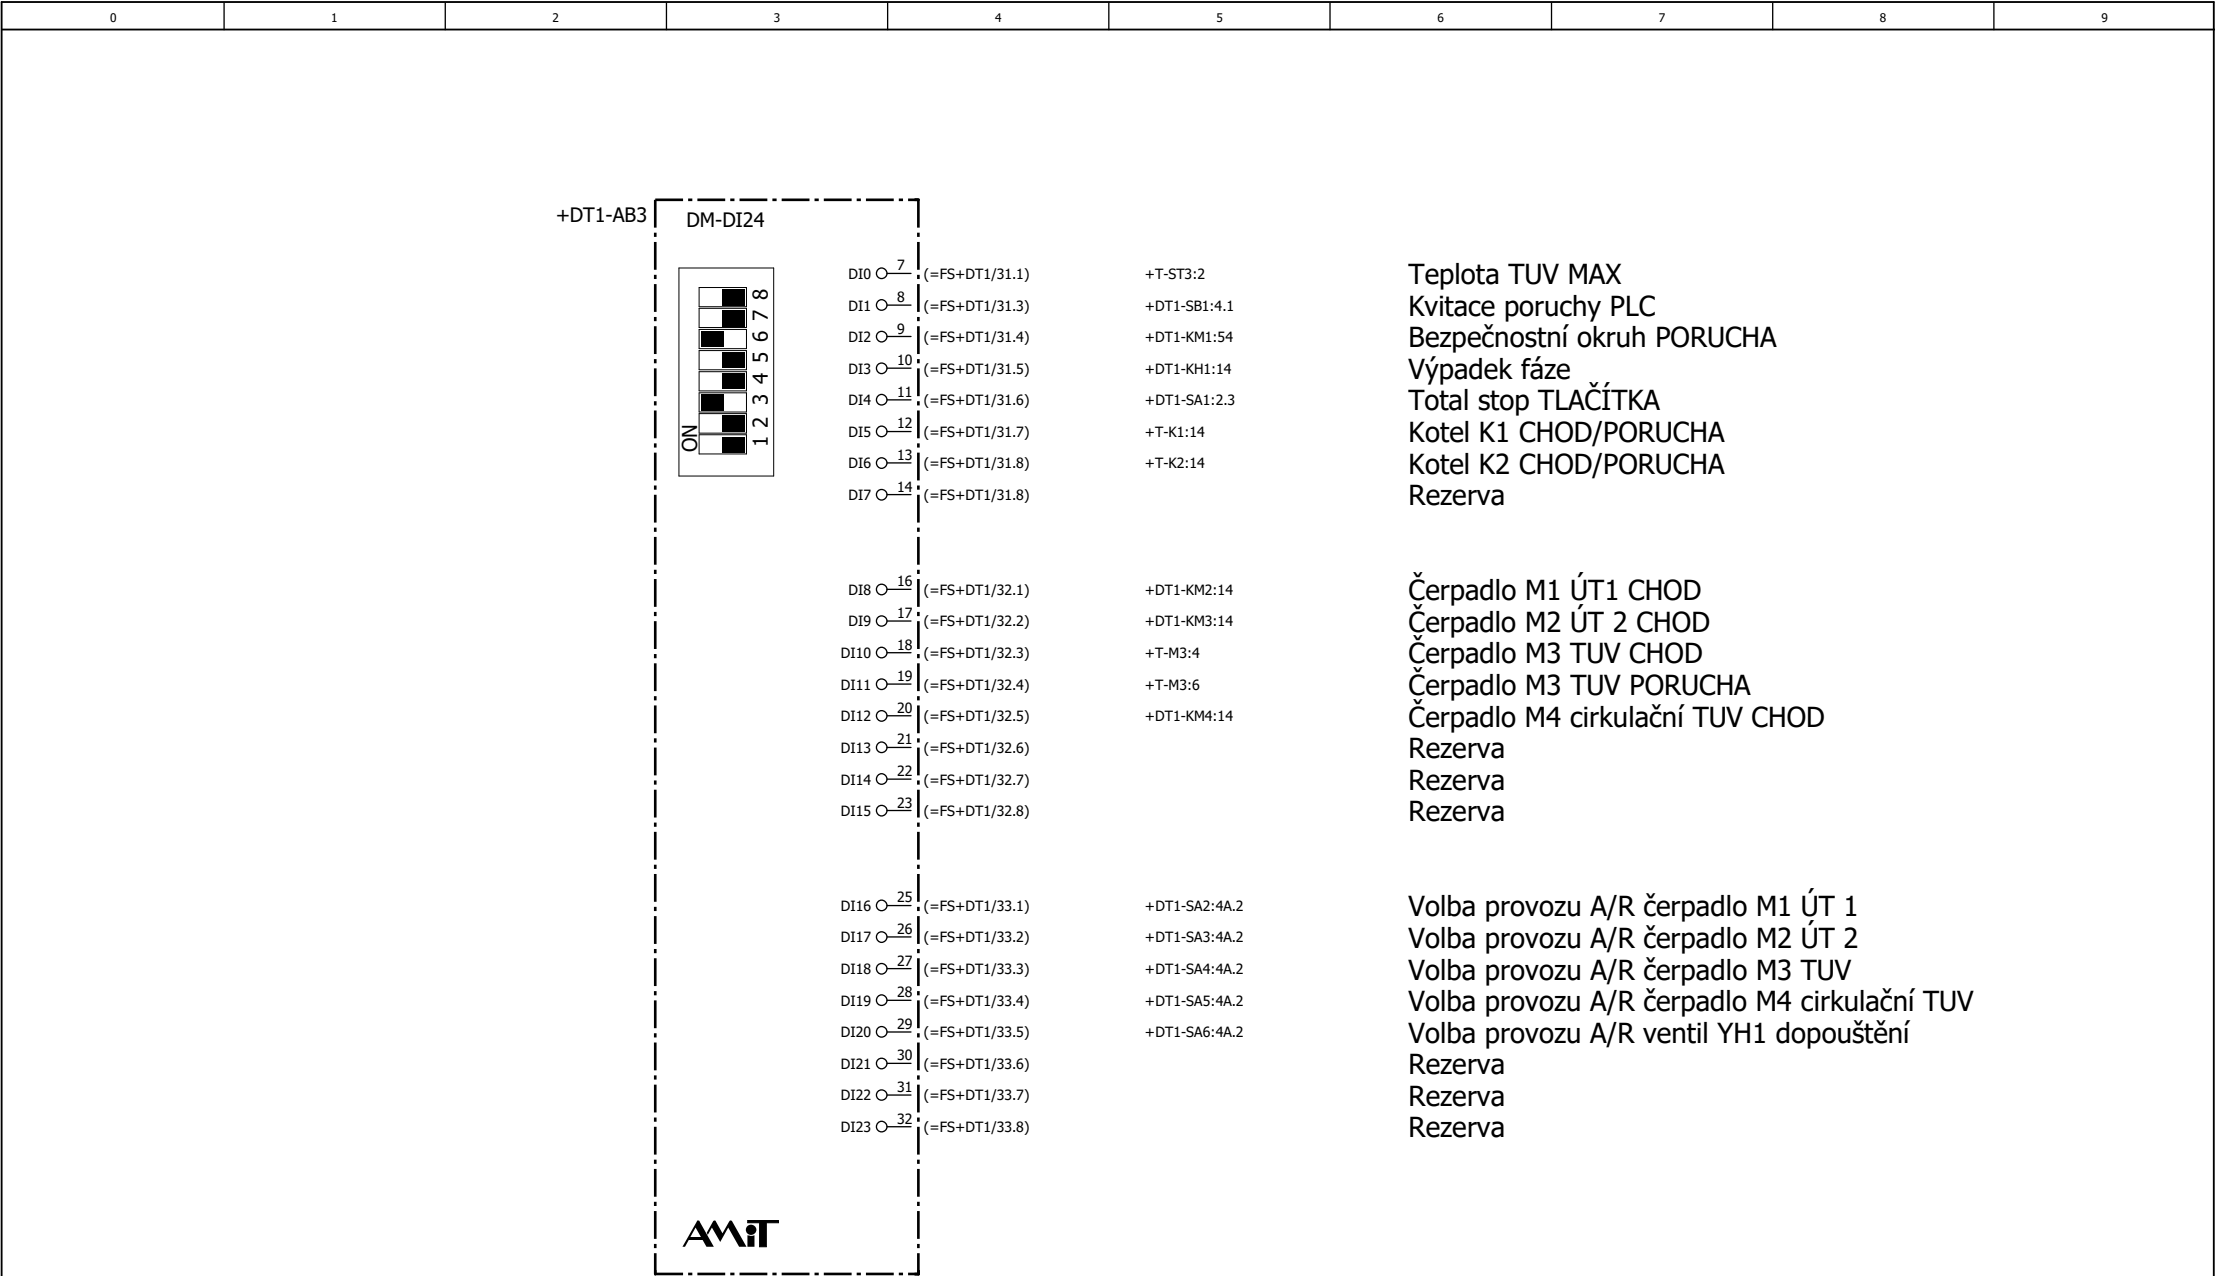 0 1 2 3 4 5 6 7 8 9
+DT1-AB3 DM-DI24
ON 1 2 3 4 5 6 7 8
DI0 7 (=FS+DT1/31.1) +T-ST3:2 Teplota TUV MAX
DI1 8 (=FS+DT1/31.3) +DT1-SB1:4.1 Kvitace poruchy PLC
DI2 9 (=FS+DT1/31.4) +DT1-KM1:54 Bezpečnostní okruh PORUCHA
DI3 10 (=FS+DT1/31.5) +DT1-KH1:14 Výpadek fáze
DI4 11 (=FS+DT1/31.6) +DT1-SA1:2.3 Total stop TLAČÍTKA
DI5 12 (=FS+DT1/31.7) +T-K1:14 Kotel K1 CHOD/PORUCHA
DI6 13 (=FS+DT1/31.8) +T-K2:14 Kotel K2 CHOD/PORUCHA
DI7 14 (=FS+DT1/31.8) Rezerva
DI8 16 (=FS+DT1/32.1) +DT1-KM2:14 Čerpadlo M1 ÚT1 CHOD
DI9 17 (=FS+DT1/32.2) +DT1-KM3:14 Čerpadlo M2 ÚT 2 CHOD
DI10 18 (=FS+DT1/32.3) +T-M3:4 Čerpadlo M3 TUV CHOD
DI11 19 (=FS+DT1/32.4) +T-M3:6 Čerpadlo M3 TUV PORUCHA
DI12 20 (=FS+DT1/32.5) +DT1-KM4:14 Čerpadlo M4 cirkulační TUV CHOD
DI13 21 (=FS+DT1/32.6) Rezerva
DI14 22 (=FS+DT1/32.7) Rezerva
DI15 23 (=FS+DT1/32.8) Rezerva
DI16 25 (=FS+DT1/33.1) +DT1-SA2:4A.2 Volba provozu A/R čerpadlo M1 ÚT 1
DI17 26 (=FS+DT1/33.2) +DT1-SA3:4A.2 Volba provozu A/R čerpadlo M2 ÚT 2
DI18 27 (=FS+DT1/33.3) +DT1-SA4:4A.2 Volba provozu A/R čerpadlo M3 TUV
DI19 28 (=FS+DT1/33.4) +DT1-SA5:4A.2 Volba provozu A/R čerpadlo M4 cirkulační TUV
DI20 29 (=FS+DT1/33.5) +DT1-SA6:4A.2 Volba provozu A/R ventil YH1 dopouštění
DI21 30 (=FS+DT1/33.6) Rezerva
DI22 31 (=FS+DT1/33.7) Rezerva
DI23 32 (=FS+DT1/33.8) Rezerva
AMiT